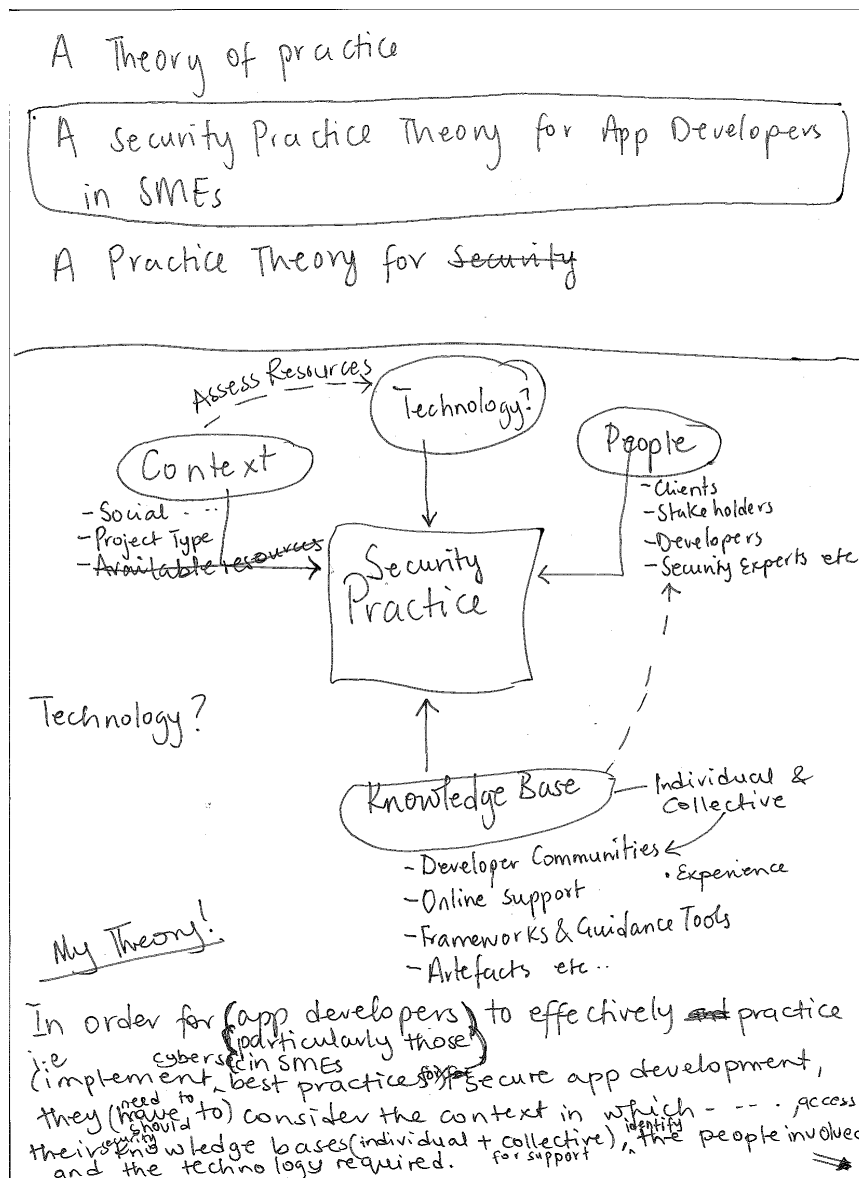 A Theory of practice
A Security Practice Theory for App Developers
in SMEs
A Practice Theory for Security
Assess Resources
Technology?
Context
People
- Social ....
- Project Type
- Available resources
- Clients
- Stakeholders
- Developers
- Security Experts etc
Security
Practice
Technology?
Knowledge Base
Individual &
Collective
- Developer Communities
• Experience
- Online support
- Frameworks & Guidance Tools
- Artefacts etc..
My Theory!
In order for (app developers) to effectively and practice
(particularly those
in SMEs
i.e cybersec
(implement best practices) secure app development,
need to
they (have to) consider the context in which - - - -, access
should
security identify
their knowledge bases (individual + collective), the people involved
for support
and the technology required.